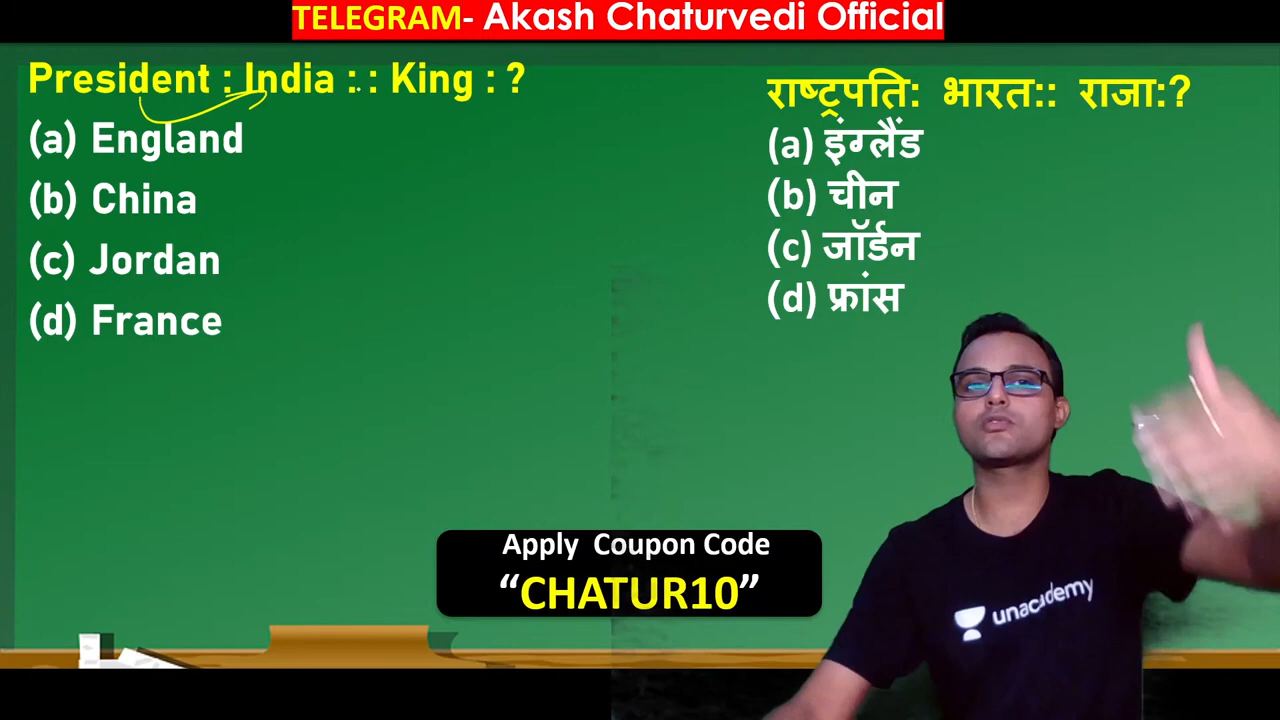 TELEGRAM- Akash Chaturvedi Official
President : India : : King : ?
(a) England
(b) China
(c) Jordan
(d) France
राष्ट्रपति: भारत:: राजा:?
(a) इंग्लैंड
(b) चीन
(c) जॉर्डन
(d) फ्रांस
Apply Coupon Code
“CHATUR10”
unacademy